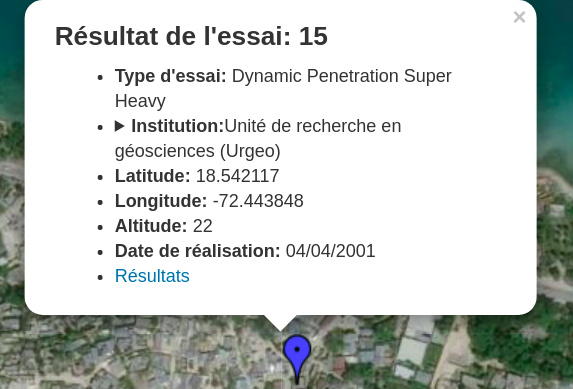 ×
Résultat de l'essai: 15
• Type d'essai: Dynamic Penetration Super
Heavy
• ▶ Institution:Unité de recherche en
géosciences (Urgeo)
• Latitude: 18.542117
• Longitude: -72.443848
• Altitude: 22
• Date de réalisation: 04/04/2001
• Résultats